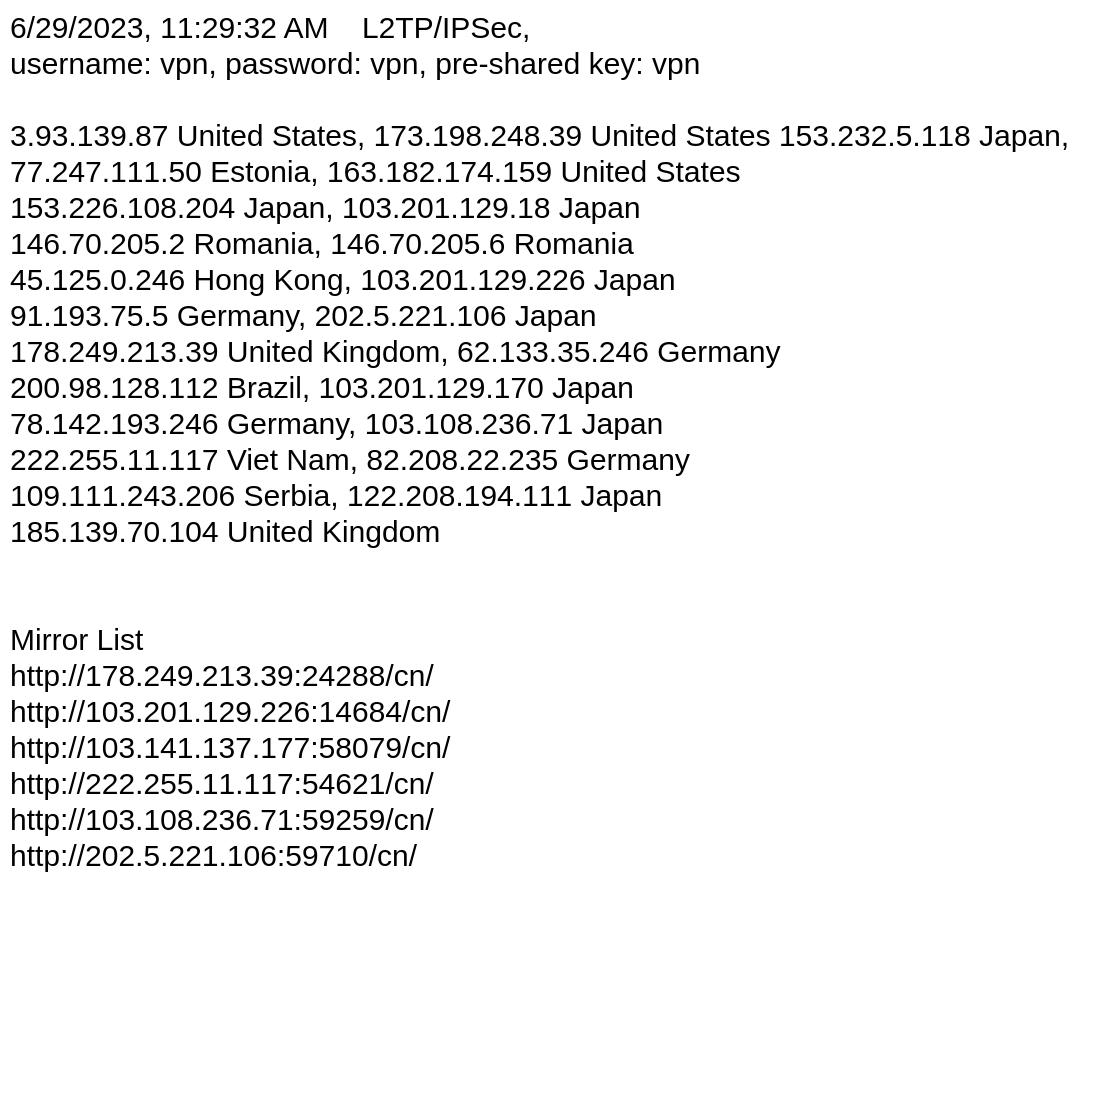 6/29/2023, 11:29:32 AM    L2TP/IPSec,
username: vpn, password: vpn, pre-shared key: vpn
3.93.139.87 United States, 173.198.248.39 United States 153.232.5.118 Japan,
77.247.111.50 Estonia, 163.182.174.159 United States
153.226.108.204 Japan, 103.201.129.18 Japan
146.70.205.2 Romania, 146.70.205.6 Romania
45.125.0.246 Hong Kong, 103.201.129.226 Japan
91.193.75.5 Germany, 202.5.221.106 Japan
178.249.213.39 United Kingdom, 62.133.35.246 Germany
200.98.128.112 Brazil, 103.201.129.170 Japan
78.142.193.246 Germany, 103.108.236.71 Japan
222.255.11.117 Viet Nam, 82.208.22.235 Germany
109.111.243.206 Serbia, 122.208.194.111 Japan
185.139.70.104 United Kingdom
Mirror List
http://178.249.213.39:24288/cn/
http://103.201.129.226:14684/cn/
http://103.141.137.177:58079/cn/
http://222.255.11.117:54621/cn/
http://103.108.236.71:59259/cn/
http://202.5.221.106:59710/cn/